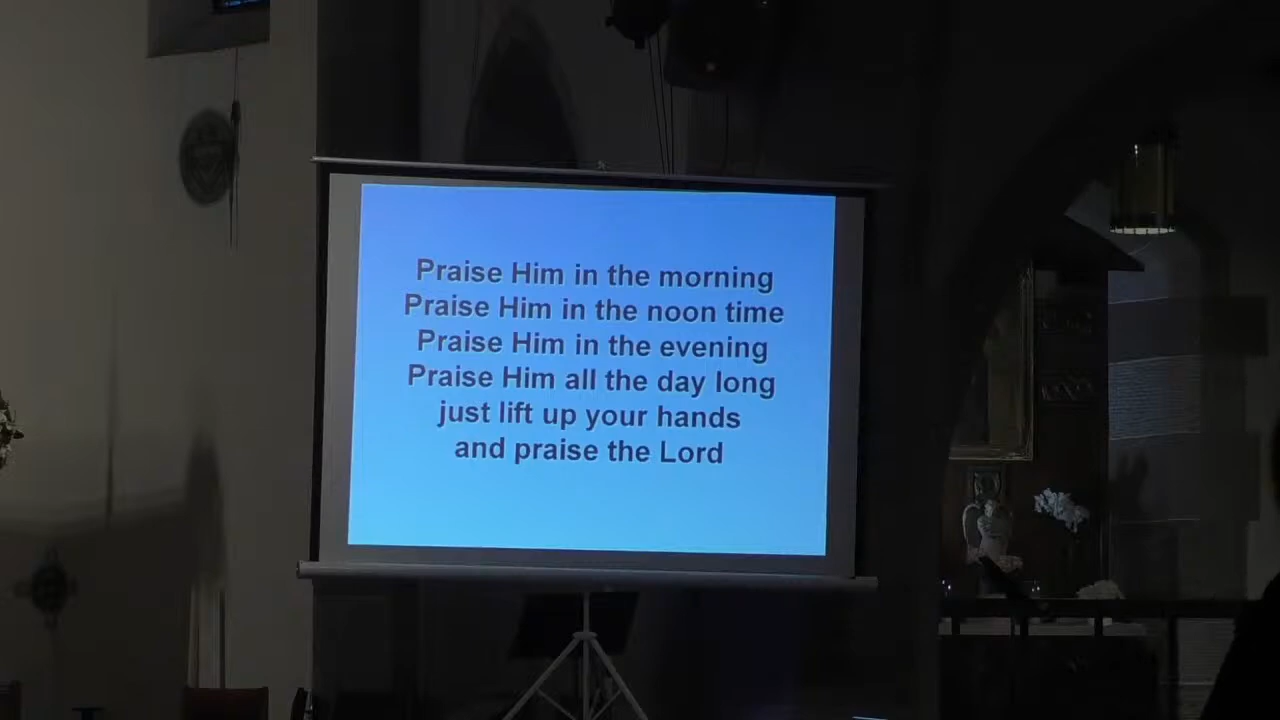 Praise Him in the morning
Praise Him in the noon time
Praise Him in the evening
Praise Him all the day long
just lift up your hands
and praise the Lord